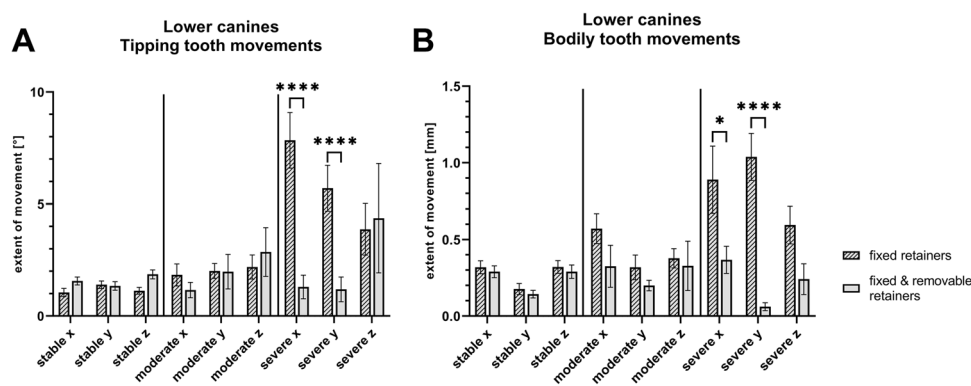 A
Lower canines
Tipping tooth movements
extent of movement [°]
10
5
0
****
****
stable x
stable y
stable z
moderate x
moderate y
moderate z
severe x
severe y
severe z
B
Lower canines
Bodily tooth movements
extent of movement [mm]
1.5
1.0
0.5
0.0
*
****
stable x
stable y
stable z
moderate x
moderate y
moderate z
severe x
severe y
severe z
fixed retainers
fixed & removable
retainers